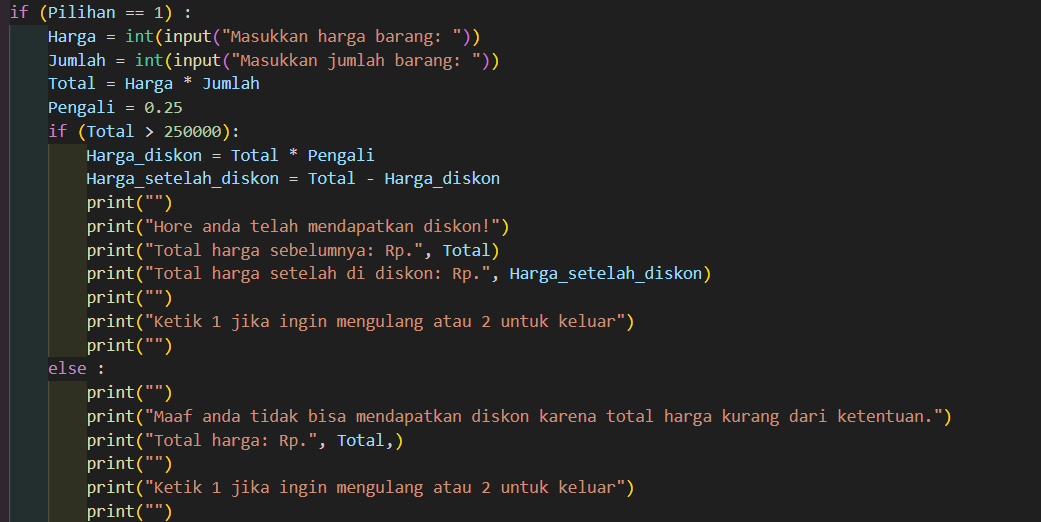 if (Pilihan == 1) :
    Harga = int(input("Masukkan harga barang: "))
    Jumlah = int(input("Masukkan jumlah barang: "))
    Total = Harga * Jumlah
    Pengali = 0.25
    if (Total > 250000):
        Harga_diskon = Total * Pengali
        Harga_setelah_diskon = Total - Harga_diskon
        print("")
        print("Hore anda telah mendapatkan diskon!")
        print("Total harga sebelumnya: Rp.", Total)
        print("Total harga setelah di diskon: Rp.", Harga_setelah_diskon)
        print("")
        print("Ketik 1 jika ingin mengulang atau 2 untuk keluar")
        print("")
    else :
        print("")
        print("Maaf anda tidak bisa mendapatkan diskon karena total harga kurang dari ketentuan.")
        print("Total harga: Rp.", Total,)
        print("")
        print("Ketik 1 jika ingin mengulang atau 2 untuk keluar")
        print("")